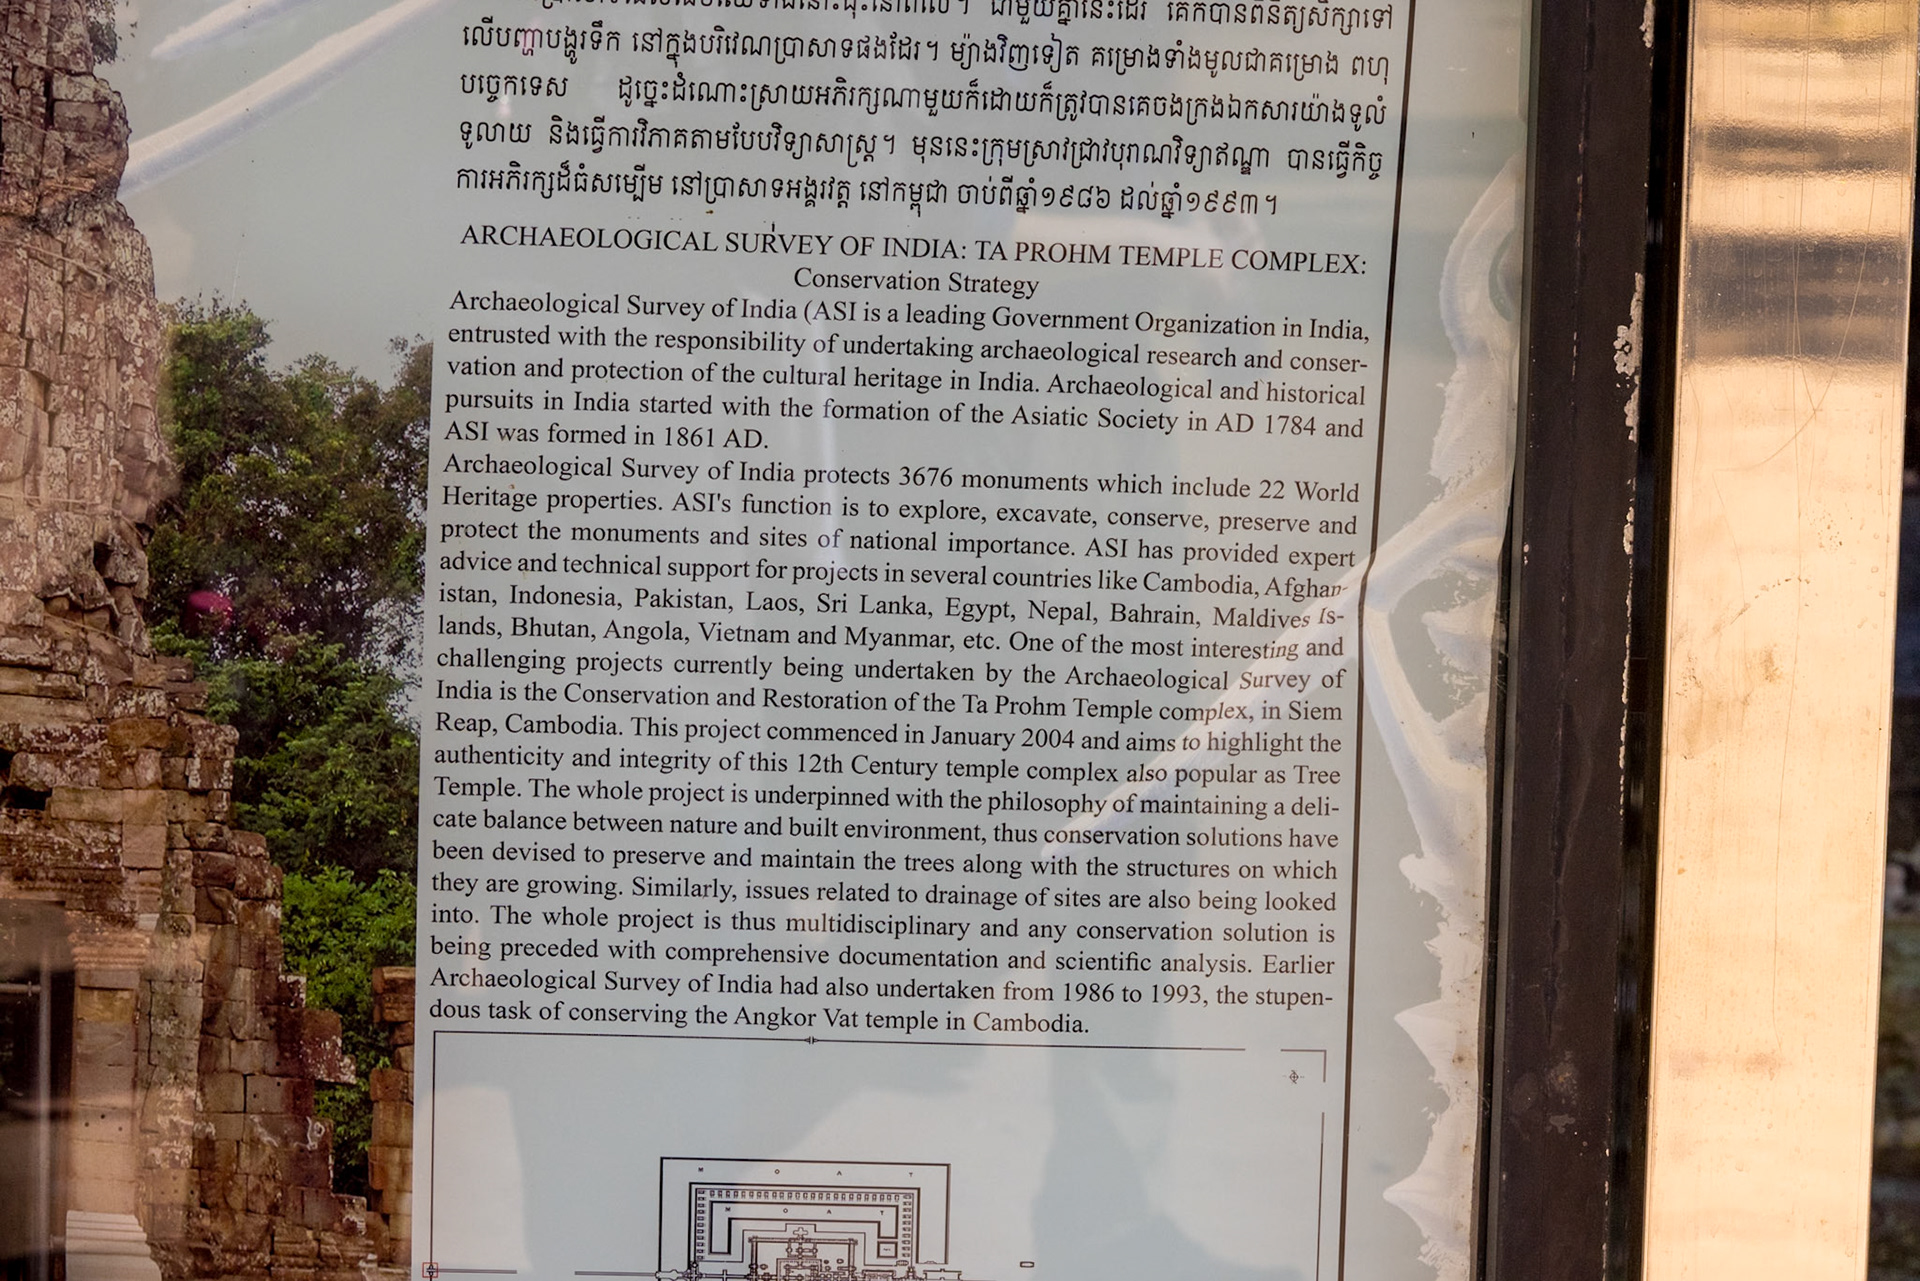 លើបញ្ហាបង្ហូរទឹក នៅក្នុងបរិវេណប្រាសាទផងដែរ។ ម្យ៉ាងវិញទៀត គម្រោងទាំងមូលជាគម្រោង ពហុ
បច្ចេកទេស ដូច្នេះដំណោះស្រាយអភិរក្សណាមួយក៏ដោយក៏ត្រូវបានគេចងក្រងឯកសារយ៉ាងទូលំ
ទូលាយ និងធ្វើការវិភាគតាមបែបវិទ្យាសាស្ត្រ។ មុននេះក្រុមស្រាវជ្រាវបុរាណវិទ្យាឥណ្ឌា បានធ្វើកិច្ច
ការអភិរក្សដ៏ធំសម្បើម នៅប្រាសាទអង្គរវត្ត នៅកម្ពុជា ចាប់ពីឆ្នាំ១៩៨៦ ដល់ឆ្នាំ១៩៩៣។
ARCHAEOLOGICAL SURVEY OF INDIA: TA PROHM TEMPLE COMPLEX:
Conservation Strategy
Archaeological Survey of India (ASI is a leading Government Organization in India,
entrusted with the responsibility of undertaking archaeological research and conser-
vation and protection of the cultural heritage in India. Archaeological and historical
pursuits in India started with the formation of the Asiatic Society in AD 1784 and
ASI was formed in 1861 AD.
Archaeological Survey of India protects 3676 monuments which include 22 World
Heritage properties. ASI's function is to explore, excavate, conserve, preserve and
protect the monuments and sites of national importance. ASI has provided expert
advice and technical support for projects in several countries like Cambodia, Afghan-
istan, Indonesia, Pakistan, Laos, Sri Lanka, Egypt, Nepal, Bahrain, Maldives Is-
lands, Bhutan, Angola, Vietnam and Myanmar, etc. One of the most interesting and
challenging projects currently being undertaken by the Archaeological Survey of
India is the Conservation and Restoration of the Ta Prohm Temple complex, in Siem
Reap, Cambodia. This project commenced in January 2004 and aims to highlight the
authenticity and integrity of this 12th Century temple complex also popular as Tree
Temple. The whole project is underpinned with the philosophy of maintaining a deli-
cate balance between nature and built environment, thus conservation solutions have
been devised to preserve and maintain the trees along with the structures on which
they are growing. Similarly, issues related to drainage of sites are also being looked
into. The whole project is thus multidisciplinary and any conservation solution is
being preceded with comprehensive documentation and scientific analysis. Earlier
Archaeological Survey of India had also undertaken from 1986 to 1993, the stupen-
dous task of conserving the Angkor Vat temple in Cambodia.
M O A T
M O A T